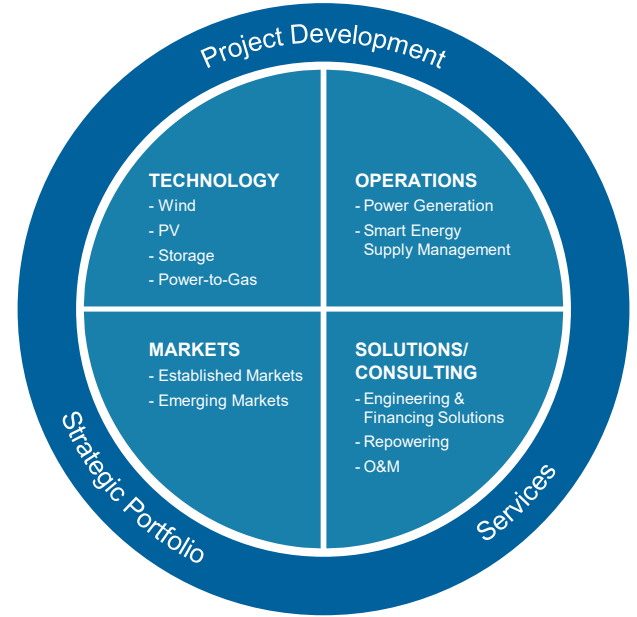 Project Development
TECHNOLOGY
- Wind
- PV
- Storage
- Power-to-Gas
OPERATIONS
- Power Generation
- Smart Energy
Supply Management
MARKETS
- Established Markets
- Emerging Markets
SOLUTIONS/
CONSULTING
- Engineering &
Financing Solutions
- Repowering
- O&M
Strategic Portfolio
Services